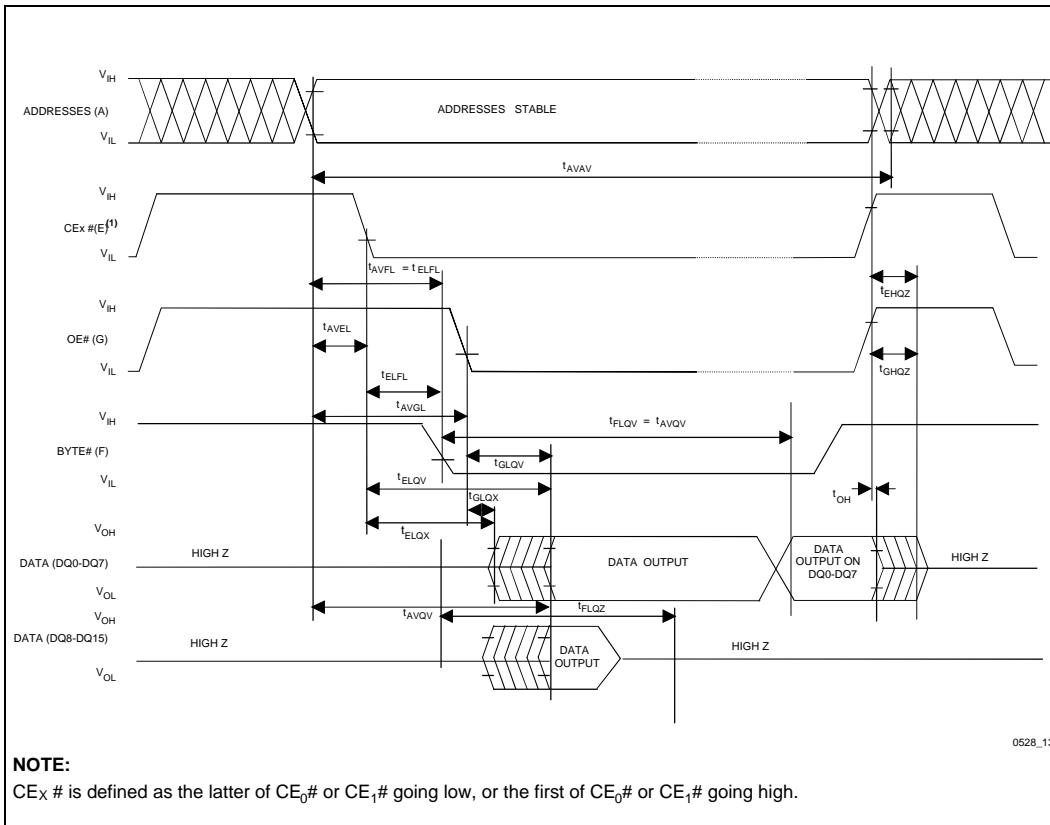 VIH
ADDRESSES (A)
ADDRESSES STABLE
VIL
tAVAV
VIH
CEx #(E)(1)
VIL
tAVFL = tELFL
tEHQZ
VIH
tAVEL
OE# (G)
VIL
tGHQZ
tELFL
tAVGL
VIH
tFLQV = tAVQV
BYTE# (F)
tGLQV
VIL
tELQV
tGLQX
tOH
VOH
tELQX
HIGH Z
DATA (DQ0-DQ7)
DATA OUTPUT
DATA
OUTPUT ON
DQ0-DQ7
HIGH Z
VOL
VOH
tAVQV
tFLQZ
DATA (DQ8-DQ15)
HIGH Z
DATA
OUTPUT
HIGH Z
VOL
0528_13
NOTE:
CEX # is defined as the latter of CE0# or CE1# going low, or the first of CE0# or CE1# going high.